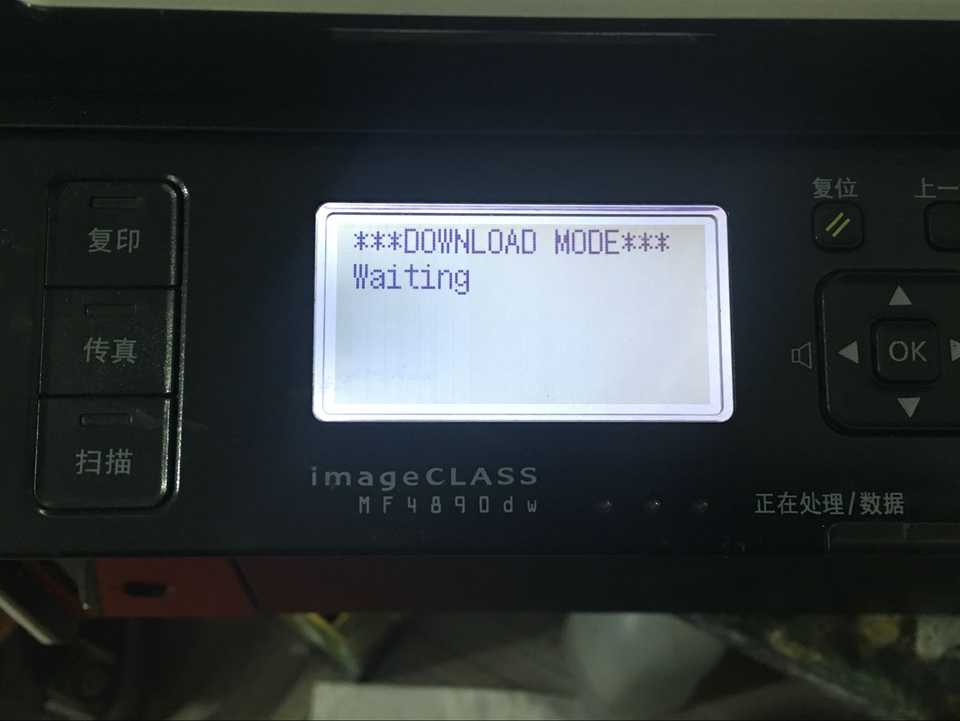 复印
传真
扫描
***DOWNLOAD MODE***
Waiting
imageCLASS
MF4890dw
复位
上一
OK
正在处理/数据